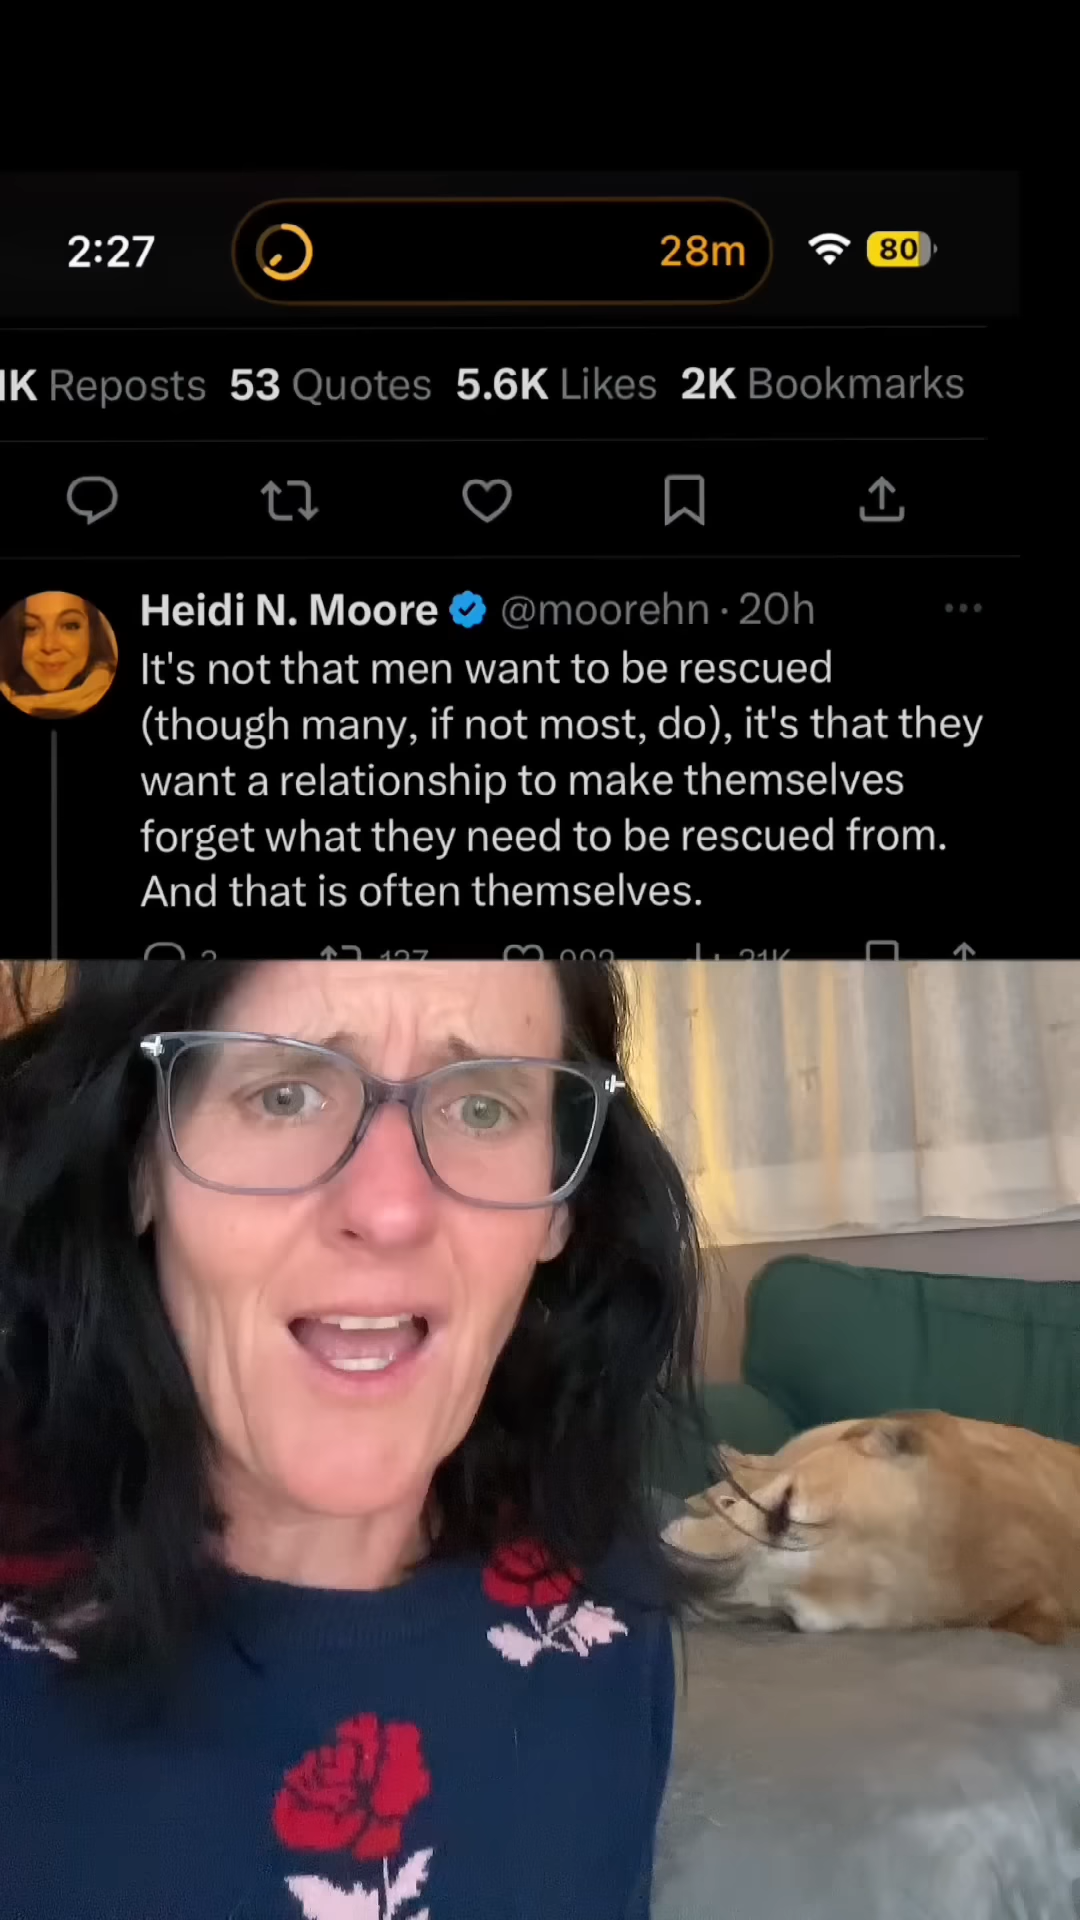 2:27 28m 80
1K Reposts 53 Quotes 5.6K Likes 2K Bookmarks
Heidi N. Moore @moorehn · 20h
It's not that men want to be rescued
(though many, if not most, do), it's that they
want a relationship to make themselves
forget what they need to be rescued from.
And that is often themselves.